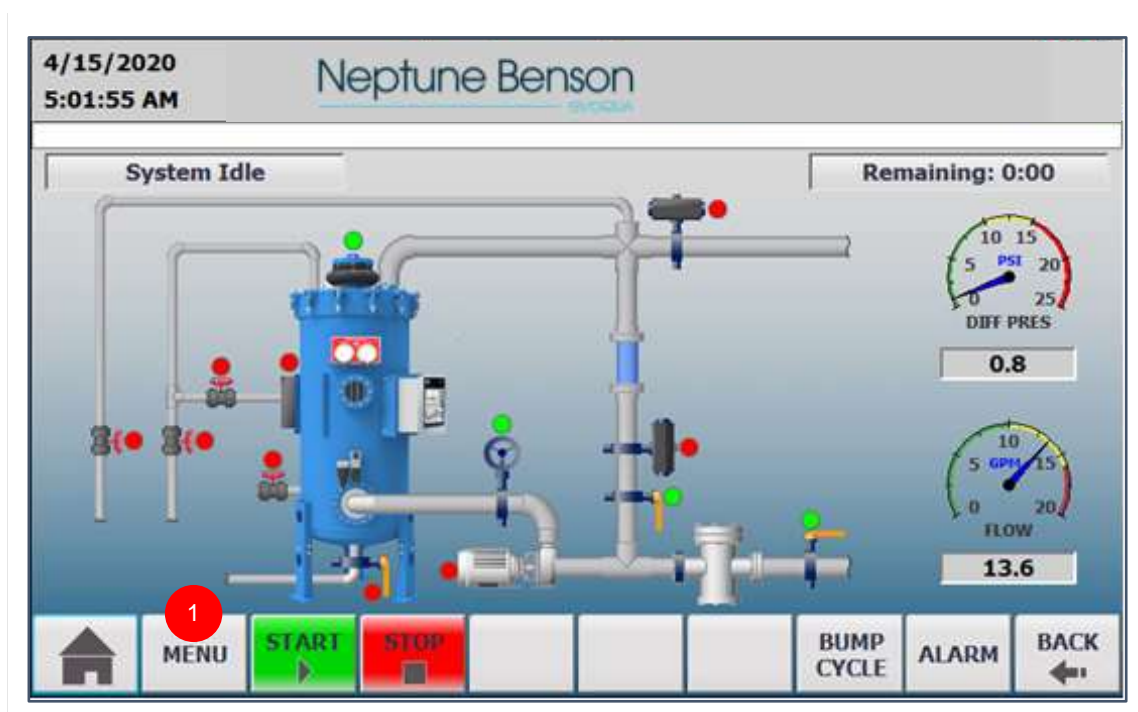 4/15/2020
5:01:55 AM
Neptune Benson
EVOQUA
System Idle
Remaining: 0:00
10 15
5 PSI 20
0 25
DIFF PRES
0.8
10
5 GPM 15
0 20
FLOW
13.6
1
MENU
START
STOP
BUMP
CYCLE
ALARM
BACK